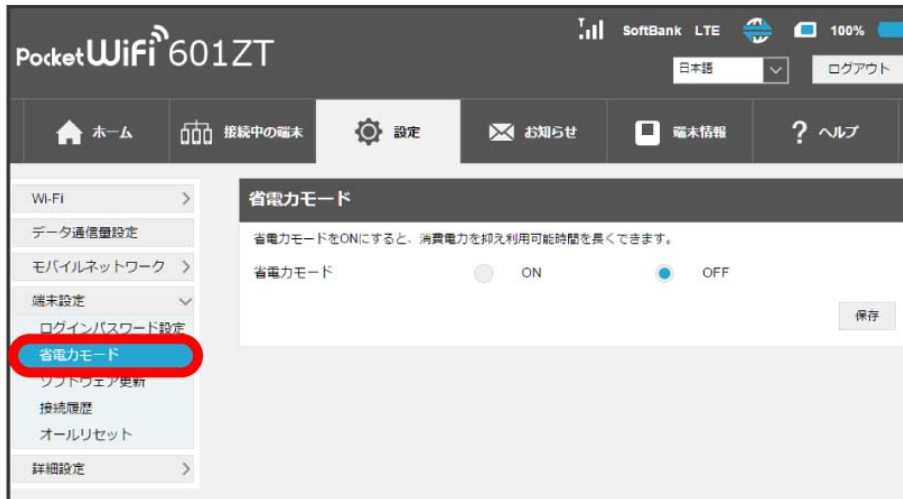 SoftBank LTE 100%
Pocket WiFi 601ZT
日本語 ログアウト
ホーム 接続中の端末 設定 お知らせ 端末情報 ? ヘルプ
Wi-Fi
データ通信量設定
モバイルネットワーク
端末設定
ログインパスワード設定
省電力モード
ソフトウェア更新
接続履歴
オールリセット
詳細設定
省電力モード
省電力モードをONにすると、消費電力を抑え利用可能時間を長くできます。
省電力モード ON OFF
保存